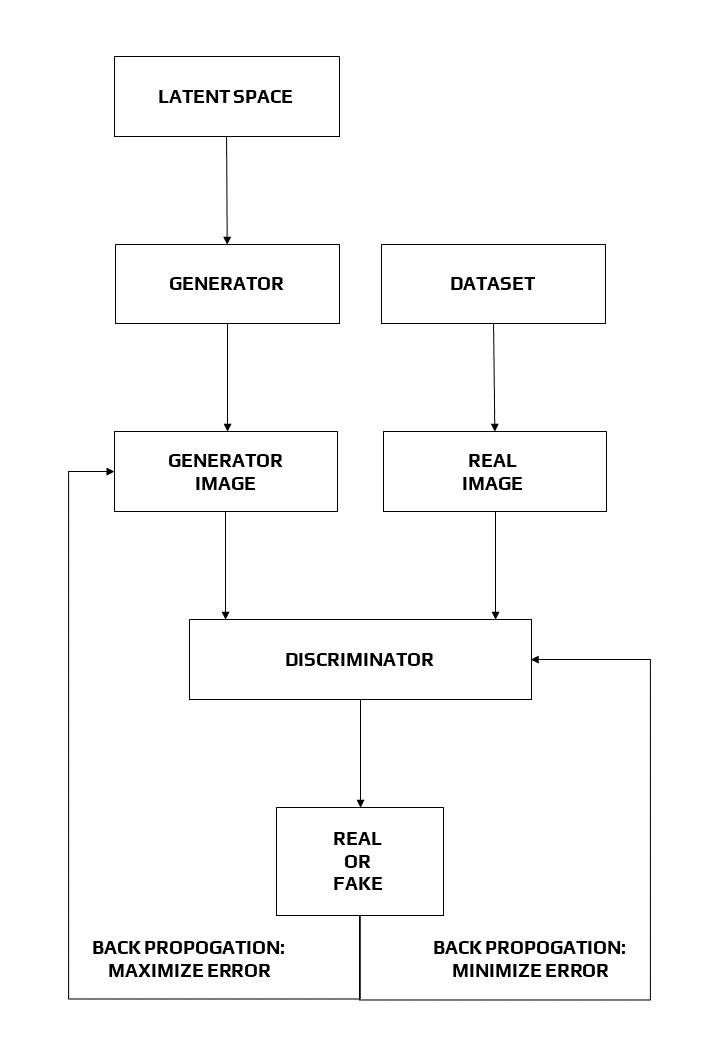 LATENT SPACE
GENERATOR
DATASET
GENERATOR
IMAGE
REAL
IMAGE
DISCRIMINATOR
REAL
OR
FAKE
BACK PROPOGATION:
MAXIMIZE ERROR
BACK PROPOGATION:
MINIMIZE ERROR